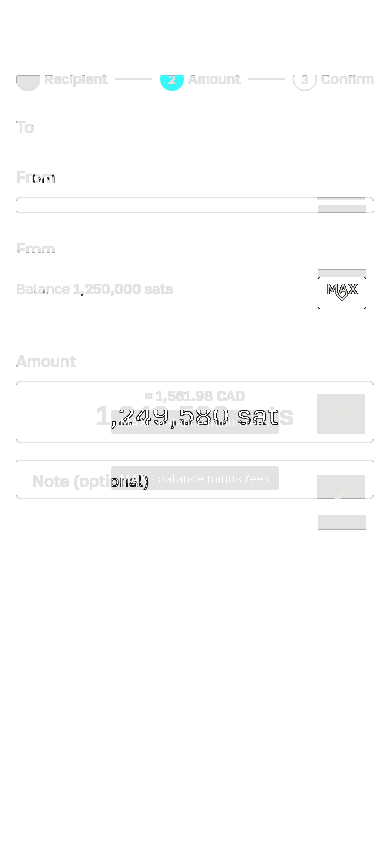 Recipient 2 Amount 3 Confirm
To
From
From
Balance 1,250,000 sats
MAX
Amount
= 1,561.98 CAD
1,249,580 sats
Note (optional)
balance minus fees